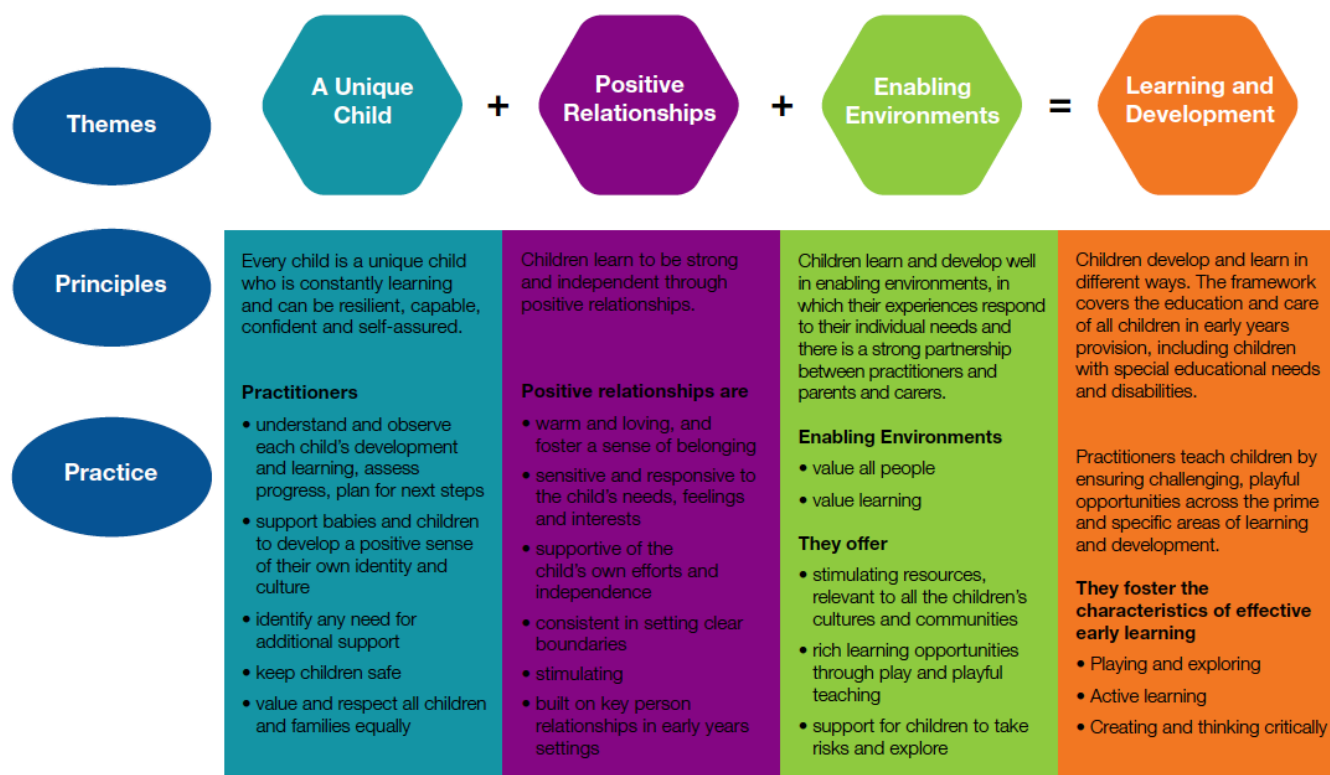 Themes
A Unique
Child
+
Positive
Relationships
+
Enabling
Environments
=
Learning and
Development
Principles
Practice
Every child is a unique child
who is constantly learning
and can be resilient, capable,
confident and self-assured.
Practitioners
• understand and observe
each child’s development
and learning, assess
progress, plan for next steps
• support babies and children
to develop a positive sense
of their own identity and
culture
• identify any need for
additional support
• keep children safe
• value and respect all children
and families equally
Children learn to be strong
and independent through
positive relationships.
Positive relationships are
• warm and loving, and
foster a sense of belonging
• sensitive and responsive to
the child’s needs, feelings
and interests
• supportive of the
child’s own efforts and
independence
• consistent in setting clear
boundaries
• stimulating
• built on key person
relationships in early years
settings
Children learn and develop well
in enabling environments, in
which their experiences respond
to their individual needs and
there is a strong partnership
between practitioners and
parents and carers.
Enabling Environments
• value all people
• value learning
They offer
• stimulating resources,
relevant to all the children’s
cultures and communities
• rich learning opportunities
through play and playful
teaching
• support for children to take
risks and explore
Children develop and learn in
different ways. The framework
covers the education and care
of all children in early years
provision, including children
with special educational needs
and disabilities.
Practitioners teach children by
ensuring challenging, playful
opportunities across the prime
and specific areas of learning
and development.
They foster the
characteristics of effective
early learning
• Playing and exploring
• Active learning
• Creating and thinking critically